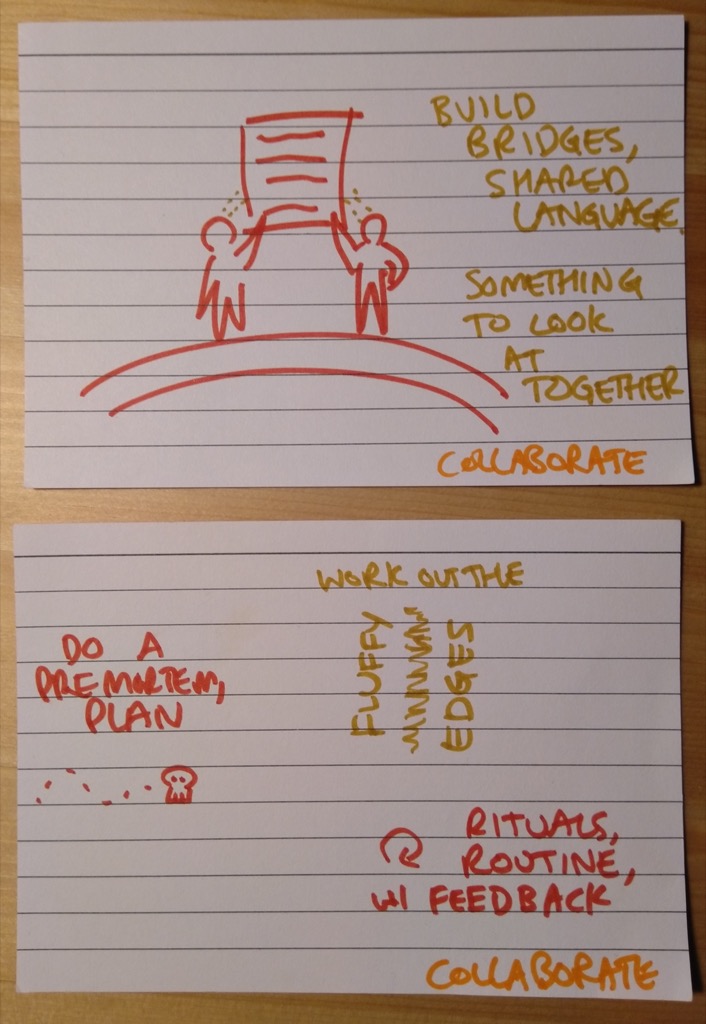 BUILD
BRIDGES,
SHARED
LANGUAGE.
SOMETHING
TO LOOK
AT
TOGETHER
COLLABORATE
WORK OUT THE
FLUFFY
EDGES
DO A
PREMORTEM,
PLAN
RITUALS,
ROUTINE,
w/ FEEDBACK
COLLABORATE